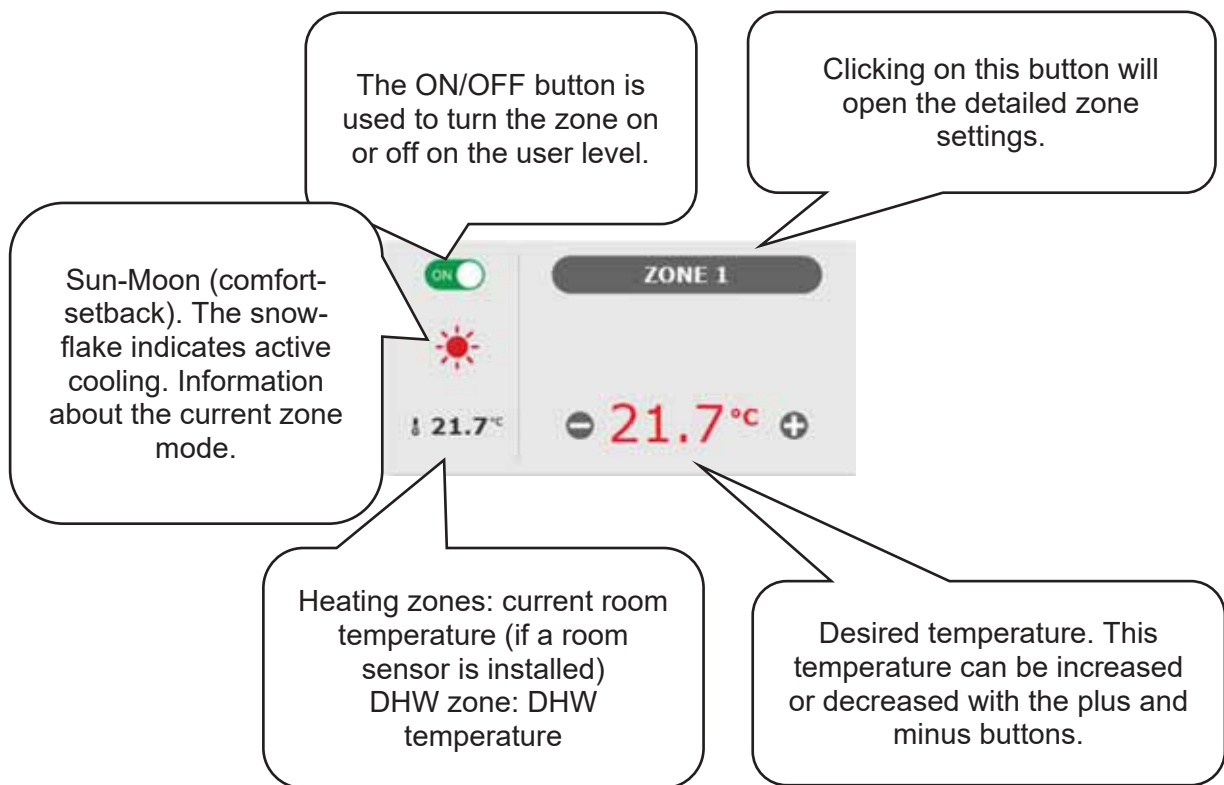 The ON/OFF button is
used to turn the zone on
or off on the user level.
Clicking on this button will
open the detailed zone
settings.
Sun-Moon (comfort-
setback). The snow-
flake indicates active
cooling. Information
about the current zone
mode.
ON
ZONE 1
21.7°C
21.7°C
Heating zones: current room
temperature (if a room
sensor is installed)
DHW zone: DHW
temperature
Desired temperature. This
temperature can be increased
or decreased with the plus and
minus buttons.